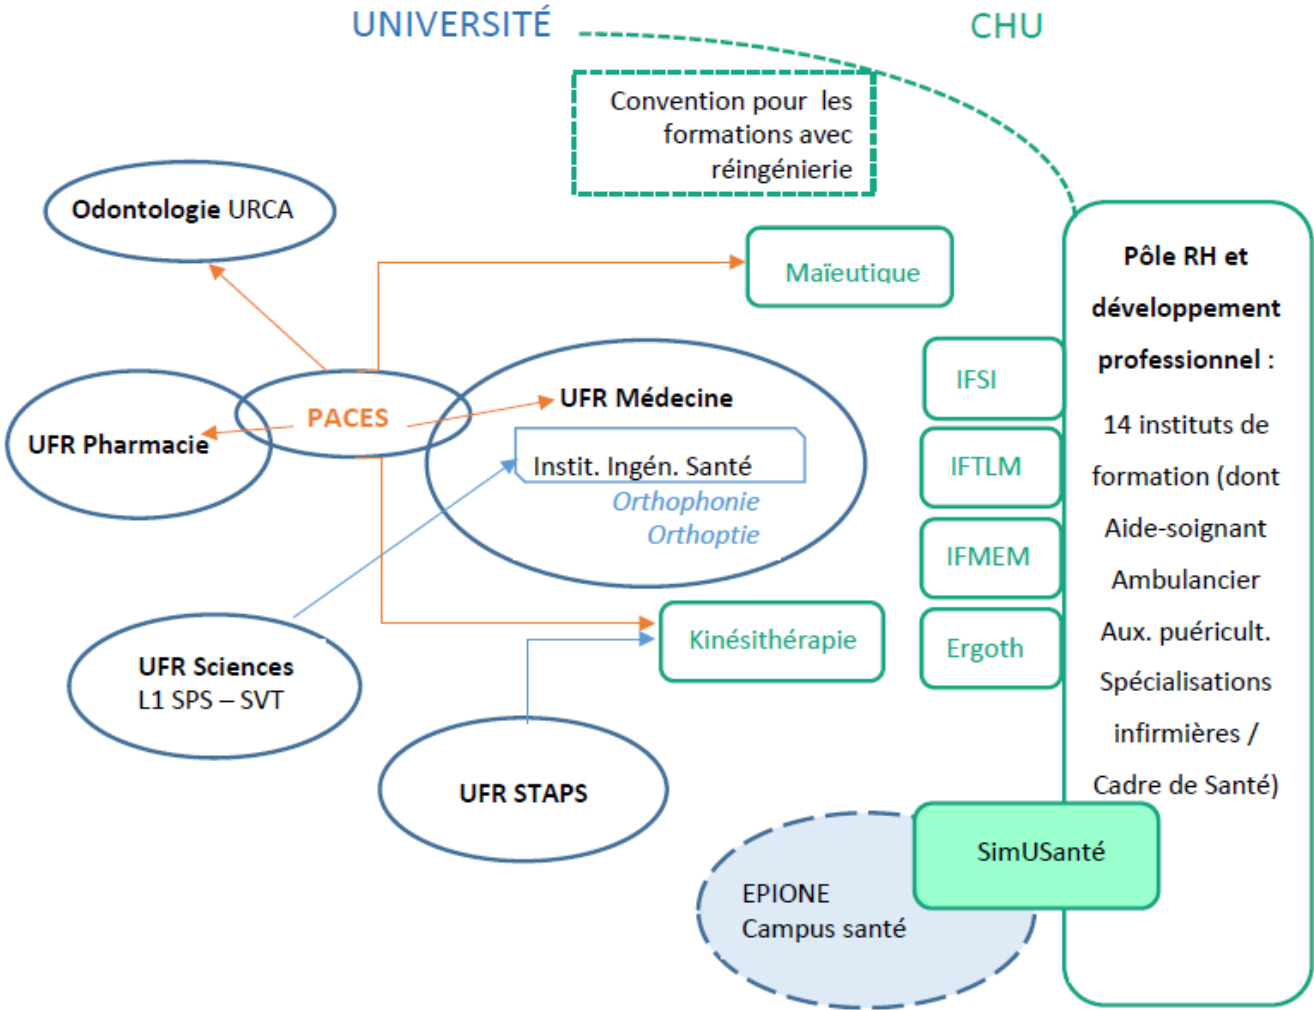 UNIVERSITÉ
CHU
Convention pour les
formations avec
réingénierie
Odontologie URCA
Maïeutique
PACES
UFR Pharmacie
UFR Médecine
Instit. Ingén. Santé
Orthophonie
Orthoptie
UFR Sciences
L1 SPS – SVT
Kinésithérapie
UFR STAPS
IFSI
IFTLM
IFMEM
Ergoth
Pôle RH et
développement
professionnel :
14 instituts de
formation (dont
Aide-soignant
Ambulancier
Aux. puéricult.
Spécialisations
infirmières /
Cadre de Santé)
SimUSanté
EPIONE
Campus santé